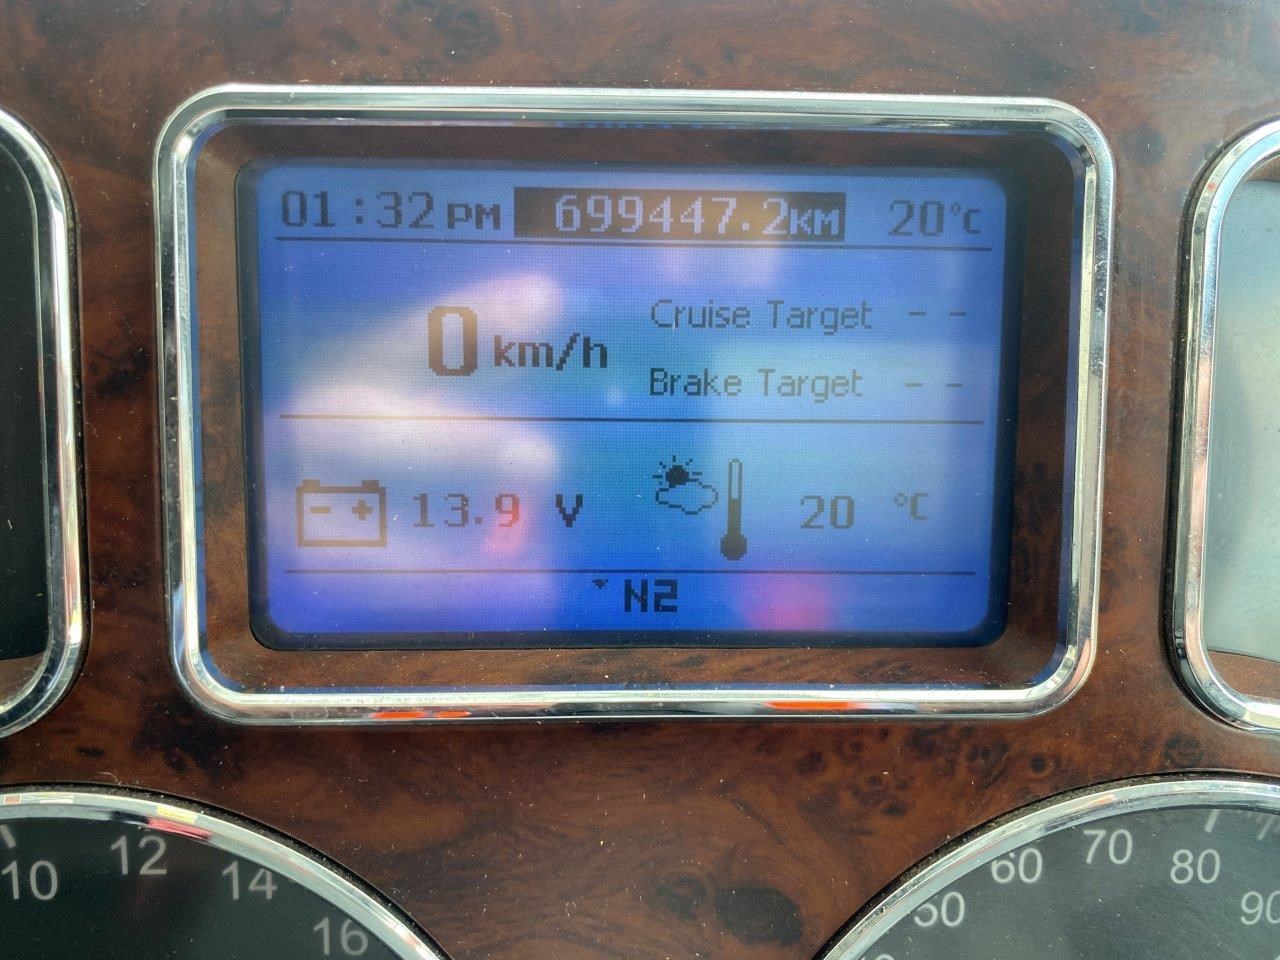 01:32 PM 699447.2KM 20°C
0 km/h
Cruise Target - -
Brake Target - -
- + 13.9 V 20 °C
N2
10 12 14 16
50 60 70 80 90